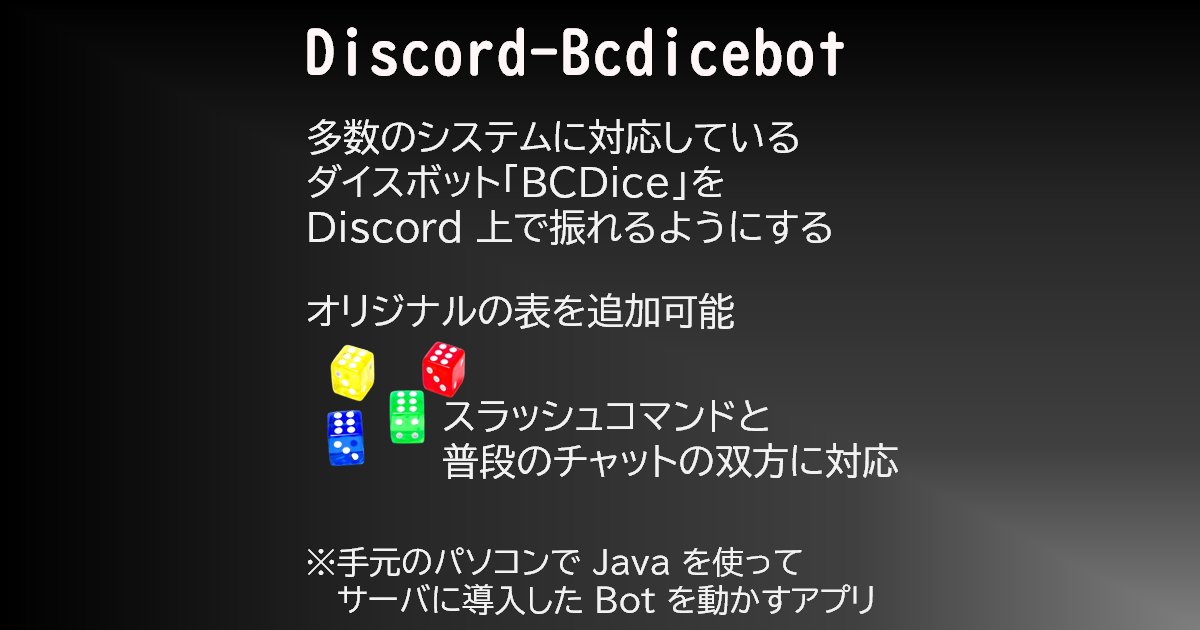 Discord-Bcdicebot
多数のシステムに対応している
ダイスボット「BCDice」を
Discord 上で振れるようにする
オリジナルの表を追加可能
スラッシュコマンドと
普段のチャットの双方に対応
※手元のパソコンで Java を使って
サーバに導入した Bot を動かすアプリ